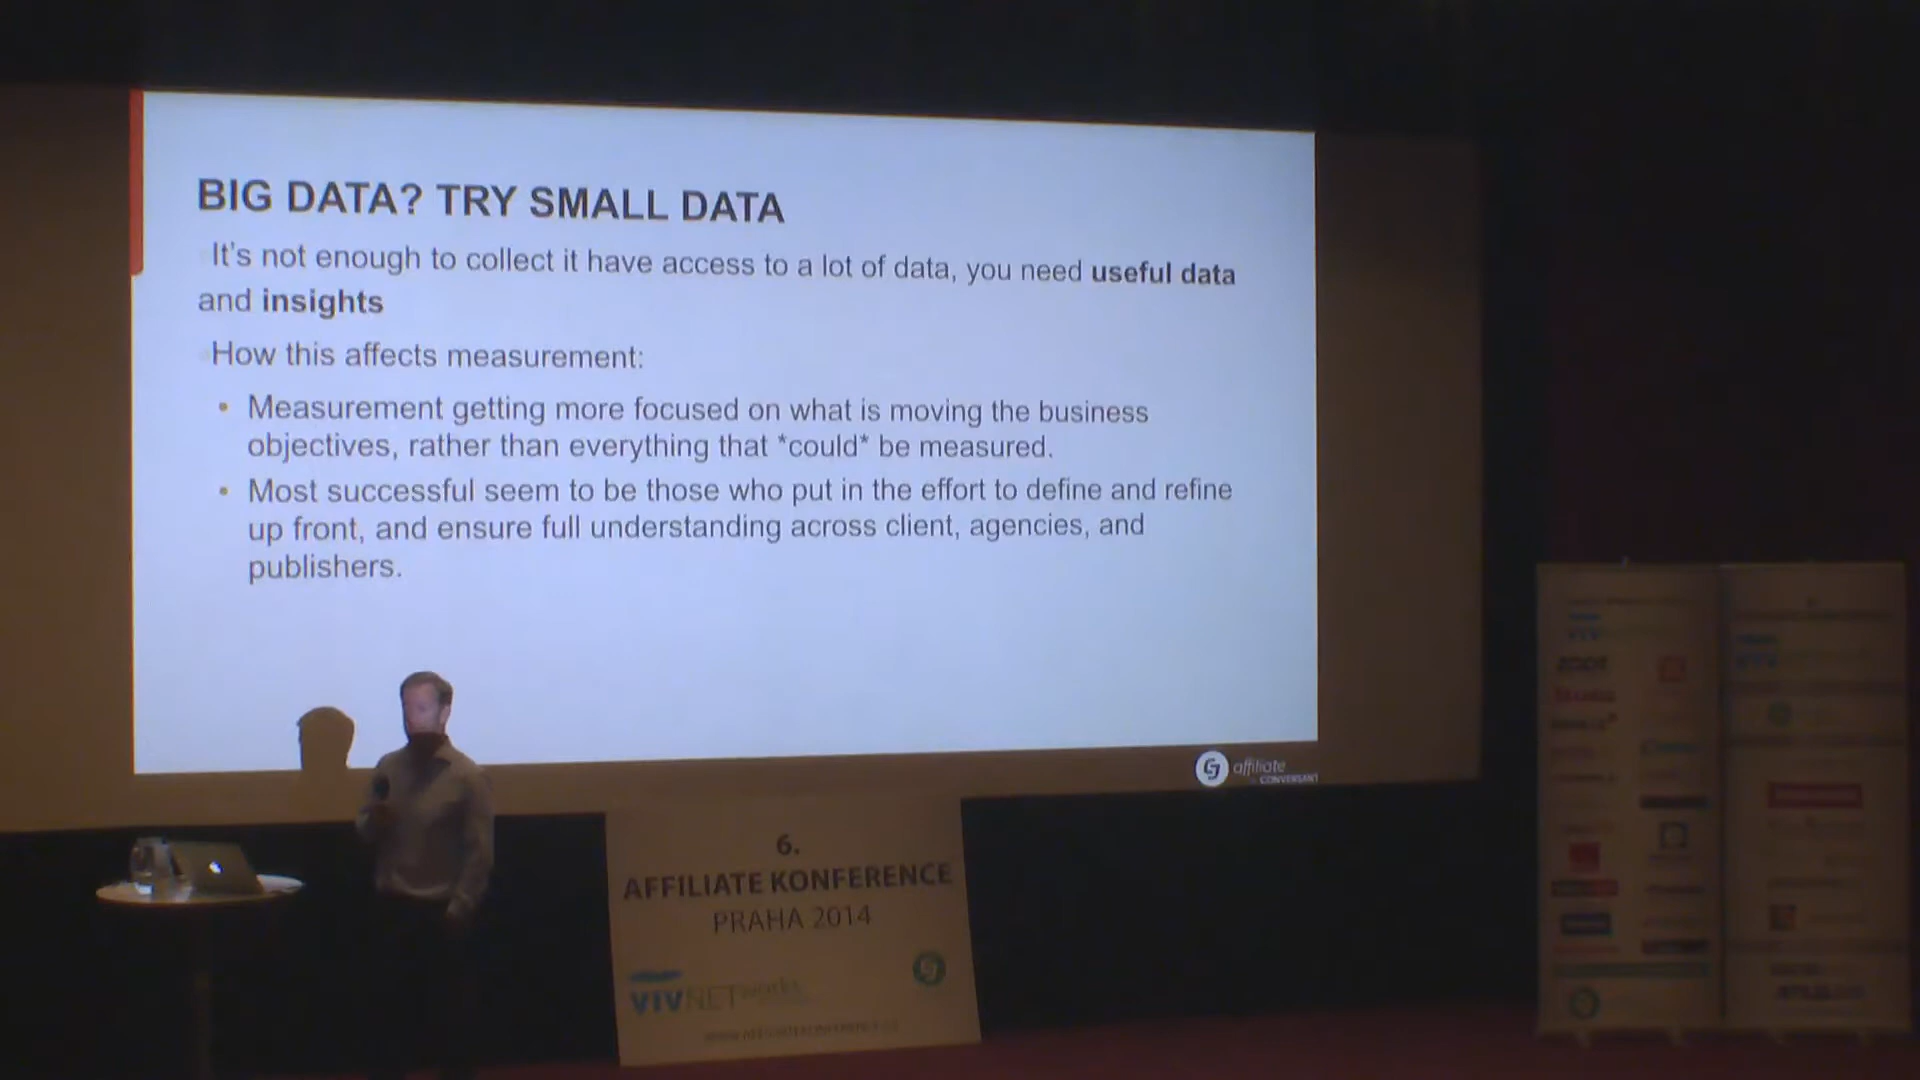 BIG DATA? TRY SMALL DATA
It's not enough to collect it have access to a lot of data, you need useful data
and insights
How this affects measurement:
• Measurement getting more focused on what is moving the business
objectives, rather than everything that *could* be measured.
• Most successful seem to be those who put in the effort to define and refine
up front, and ensure full understanding across client, agencies, and
publishers.
affiliate
CONVERSANT
6.
AFFILIATE KONFERENCE
PRAHA 2014
VIVNETworks